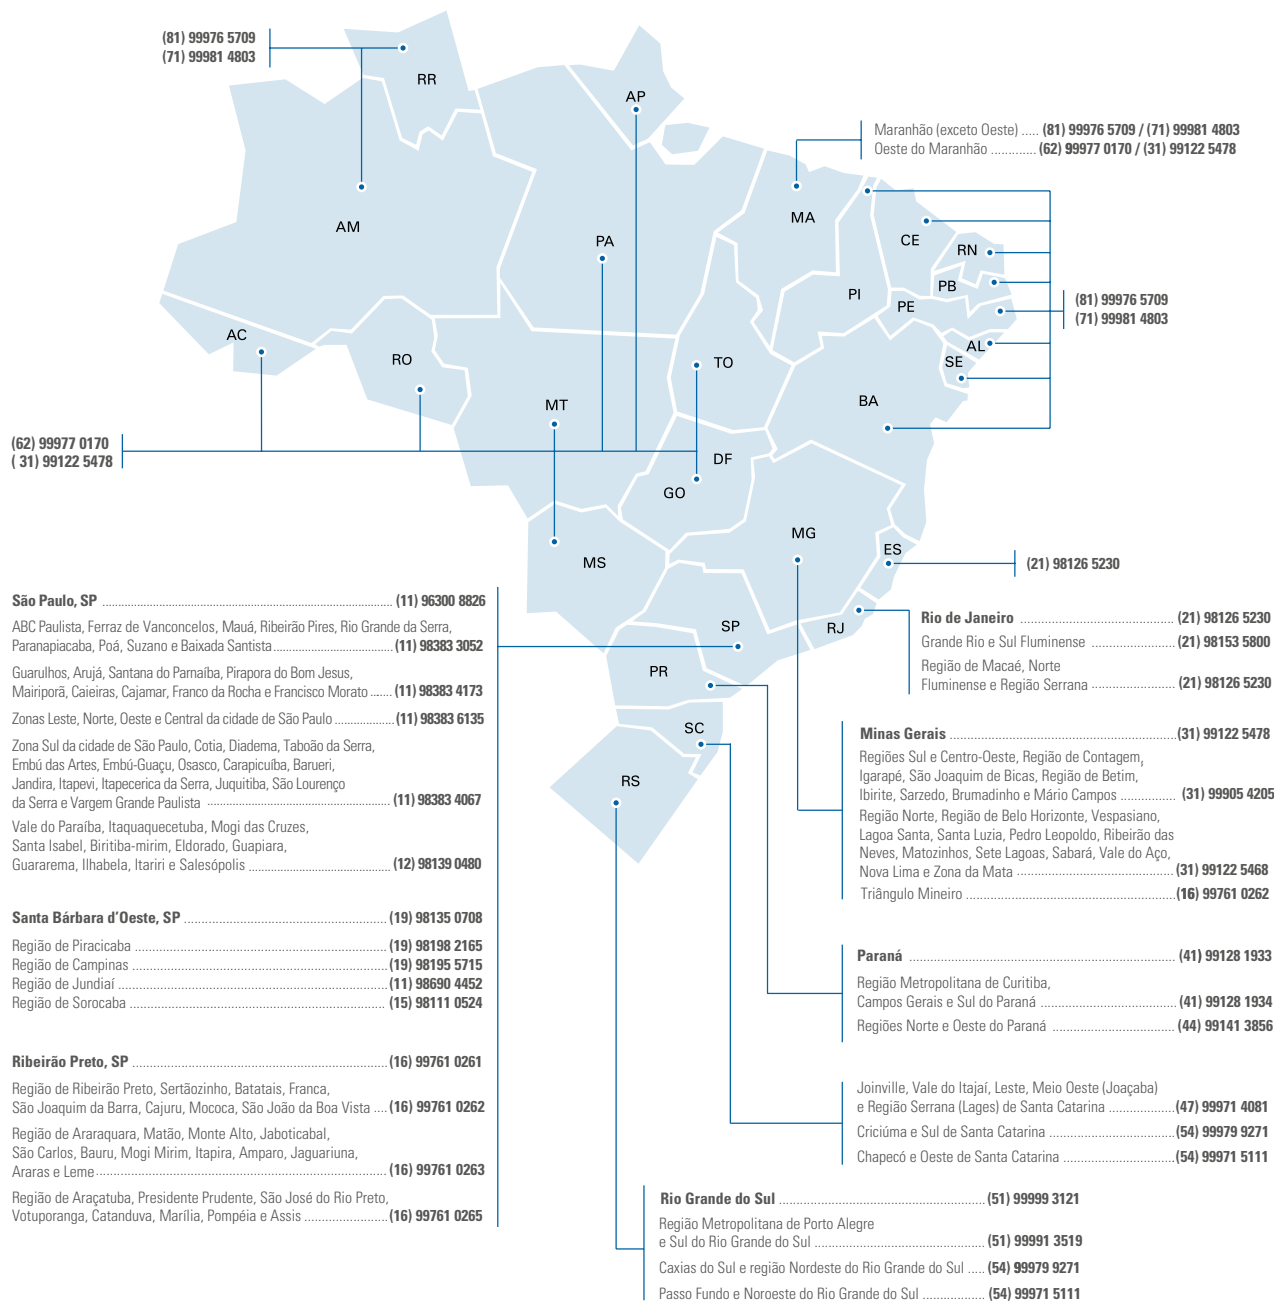 (81) 99976 5709
(71) 99981 4803
RR
AP
Maranhão (exceto Oeste) ..... (81) 99976 5709 / (71) 99981 4803
Oeste do Maranhão ............. (62) 99977 0170 / (31) 99122 5478
AM
PA
MA
CE
RN
PI
PE
PB
(81) 99976 5709
(71) 99981 4803
AC
RO
TO
AL
SE
MT
BA
(62) 99977 0170
( 31) 99122 5478
DF
GO
MG
MS
ES
(21) 98126 5230
SP
RJ
PR
SC
RS
São Paulo, SP ..... (11) 96300 8826
ABC Paulista, Ferraz de Vanconcelos, Mauá, Ribeirão Pires, Rio Grande da Serra,
Paranapiacaba, Poá, Suzano e Baixada Santista ..... (11) 98383 3052
Guarulhos, Arujá, Santana do Parnaíba, Pirapora do Bom Jesus,
Mairiporã, Caieiras, Cajamar, Franco da Rocha e Francisco Morato ..... (11) 98383 4173
Zonas Leste, Norte, Oeste e Central da cidade de São Paulo ..... (11) 98383 6135
Zona Sul da cidade de São Paulo, Cotia, Diadema, Taboão da Serra,
Embú das Artes, Embú-Guaçu, Osasco, Carapicuíba, Barueri,
Jandira, Itapevi, Itapecerica da Serra, Juquitiba, São Lourenço
da Serra e Vargem Grande Paulista ..... (11) 98383 4067
Vale do Paraíba, Itaquaquecetuba, Mogi das Cruzes,
Santa Isabel, Biritiba-mirim, Eldorado, Guapiara,
Guararema, Ilhabela, Itariri e Salesópolis ..... (12) 98139 0480
Santa Bárbara d'Oeste, SP ..... (19) 98135 0708
Região de Piracicaba ..... (19) 98198 2165
Região de Campinas ..... (19) 98195 5715
Região de Jundiaí ..... (11) 98690 4452
Região de Sorocaba ..... (15) 98111 0524
Ribeirão Preto, SP ..... (16) 99761 0261
Região de Ribeirão Preto, Sertãozinho, Batatais, Franca,
São Joaquim da Barra, Cajuru, Mococa, São João da Boa Vista .... (16) 99761 0262
Região de Araraquara, Matão, Monte Alto, Jaboticabal,
São Carlos, Bauru, Mogi Mirim, Itapira, Amparo, Jaguariuna,
Araras e Leme ..... (16) 99761 0263
Região de Araçatuba, Presidente Prudente, São José do Rio Preto,
Votuporanga, Catanduva, Marília, Pompéia e Assis ..... (16) 99761 0265
Rio de Janeiro ..... (21) 98126 5230
Grande Rio e Sul Fluminense ..... (21) 98153 5800
Região de Macaé, Norte
Fluminense e Região Serrana ..... (21) 98126 5230
Minas Gerais ..... (31) 99122 5478
Regiões Sul e Centro-Oeste, Região de Contagem,
Igarapé, São Joaquim de Bicas, Região de Betim,
Ibirite, Sarzedo, Brumadinho e Mário Campos ..... (31) 99905 4205
Região Norte, Região de Belo Horizonte, Vespasiano,
Lagoa Santa, Santa Luzia, Pedro Leopoldo, Ribeirão das
Neves, Matozinhos, Sete Lagoas, Sabará, Vale do Aço,
Nova Lima e Zona da Mata ..... (31) 99122 5468
Triângulo Mineiro ..... (16) 99761 0262
Paraná ..... (41) 99128 1933
Região Metropolitana de Curitiba,
Campos Gerais e Sul do Paraná ..... (41) 99128 1934
Regiões Norte e Oeste do Paraná ..... (44) 99141 3856
Joinville, Vale do Itajaí, Leste, Meio Oeste (Joaçaba)
e Região Serrana (Lages) de Santa Catarina ..... (47) 99971 4081
Criciúma e Sul de Santa Catarina ..... (54) 99979 9271
Chapecó e Oeste de Santa Catarina ..... (54) 99971 5111
Rio Grande do Sul ..... (51) 99999 3121
Região Metropolitana de Porto Alegre
e Sul do Rio Grande do Sul ..... (51) 99991 3519
Caxias do Sul e região Nordeste do Rio Grande do Sul ..... (54) 99979 9271
Passo Fundo e Noroeste do Rio Grande do Sul ..... (54) 99971 5111